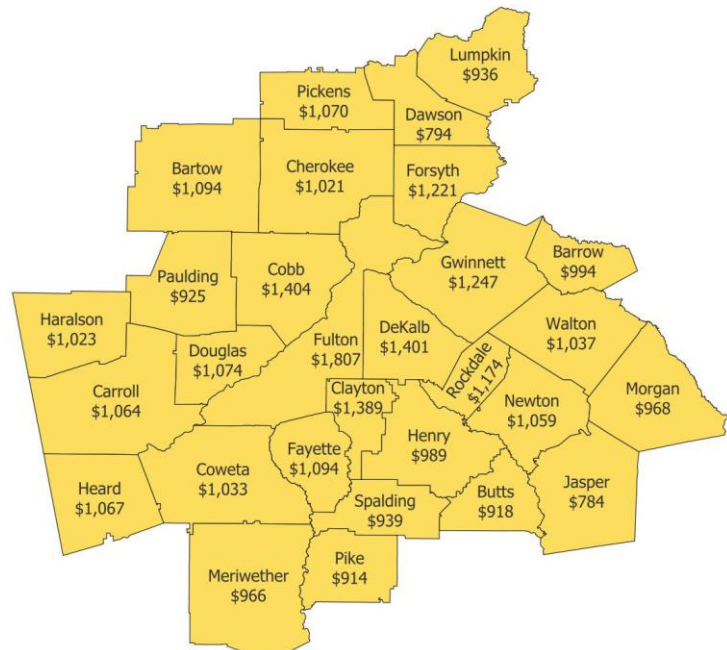 Lumpkin
$936
Pickens
$1,070
Dawson
$794
Bartow
$1,094
Cherokee
$1,021
Forsyth
$1,221
Gwinnett
$1,247
Barrow
$994
Paulding
$925
Cobb
$1,404
Haralson
$1,023
Douglas
$1,074
Fulton
$1,807
DeKalb
$1,401
Rockdale
$1,174
Walton
$1,037
Carroll
$1,064
Clayton
$1,389
Newton
$1,059
Morgan
$968
Heard
$1,067
Coweta
$1,033
Fayette
$1,094
Henry
$989
Spalding
$939
Butts
$918
Jasper
$784
Meriwether
$966
Pike
$914